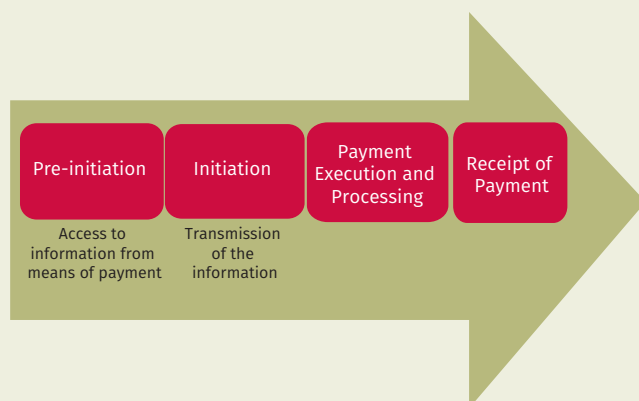 Pre-initiation
Initiation
Payment
Execution and
Processing
Receipt of
Payment
Access to
information from
means of payment
Transmission
of the
information